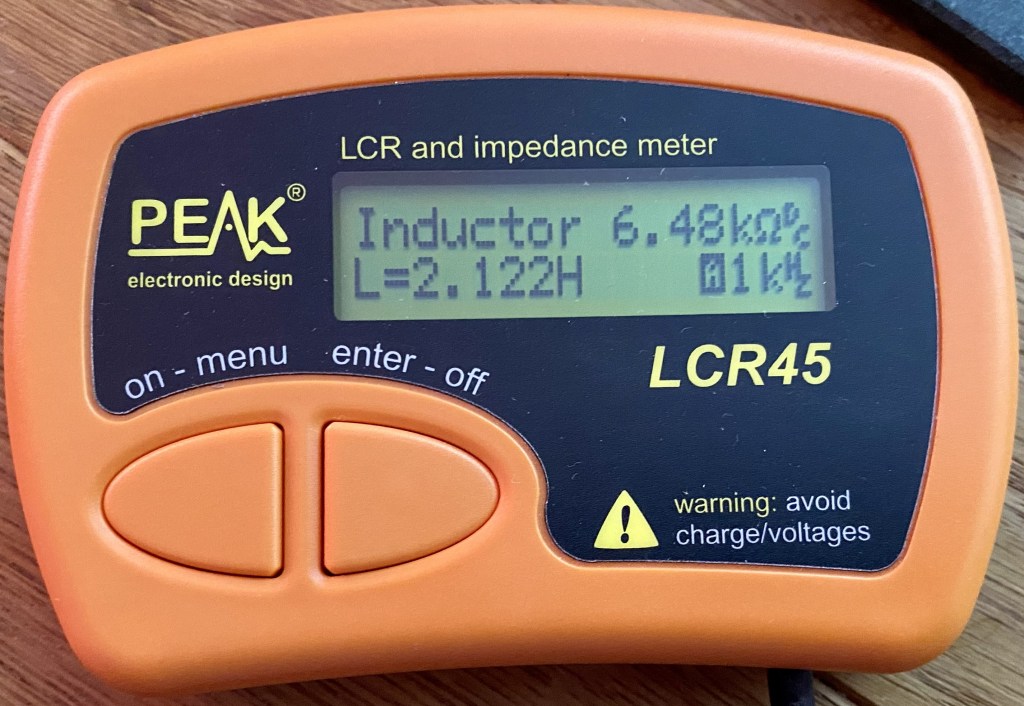 LCR and impedance meter
PEAK®
electronic design
Inductor 6.48kΩDC
L=2.122H 1kHz
on - menu enter - off
LCR45
! warning: avoid
charge/voltages